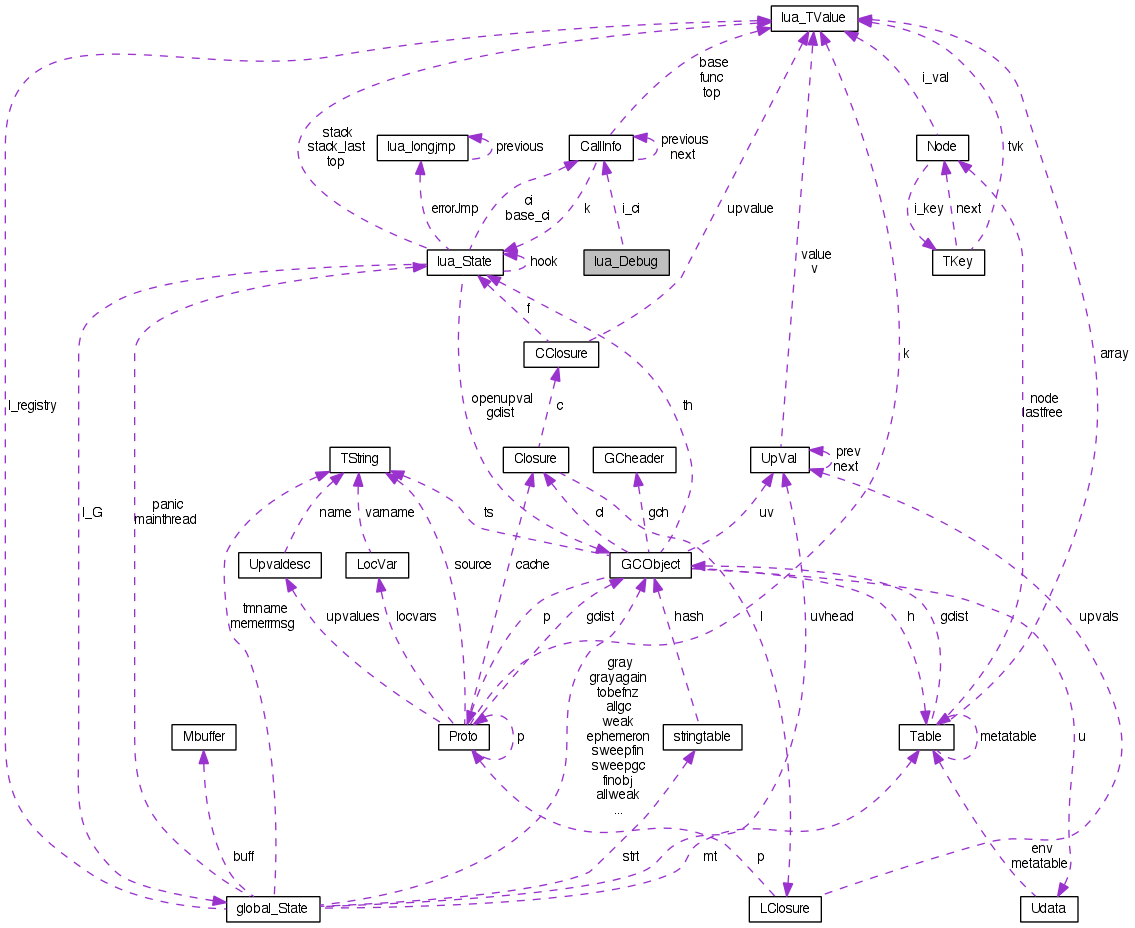 lua_TValue
base
func
top
i_val
stack
stack_last
top
lua_longjmp
previous
CallInfo
previous
next
Node
tvk
errorJmp
ci
base_ci
k
i_ci
upvalue
i_key
next
value
v
lua_State
hook
lua_Debug
TKey
f
CClosure
k
array
l_registry
openupval
gclist
c
th
node
lastfree
TString
Closure
GCheader
UpVal
prev
next
l_G
panic
mainthread
name
varname
ts
cl
gch
uv
Upvaldesc
LocVar
source
cache
GCObject
tmname
memerrmsg
upvalues
locvars
p
gclist
hash
l
uvhead
h
gclist
upvals
gray
grayagain
tobefnz
allgc
weak
ephemeron
sweepfin
sweepgc
finobj
allweak
...
Mbuffer
Proto
p
stringtable
Table
metatable
u
buff
strt
mt
p
env
metatable
global_State
LClosure
Udata